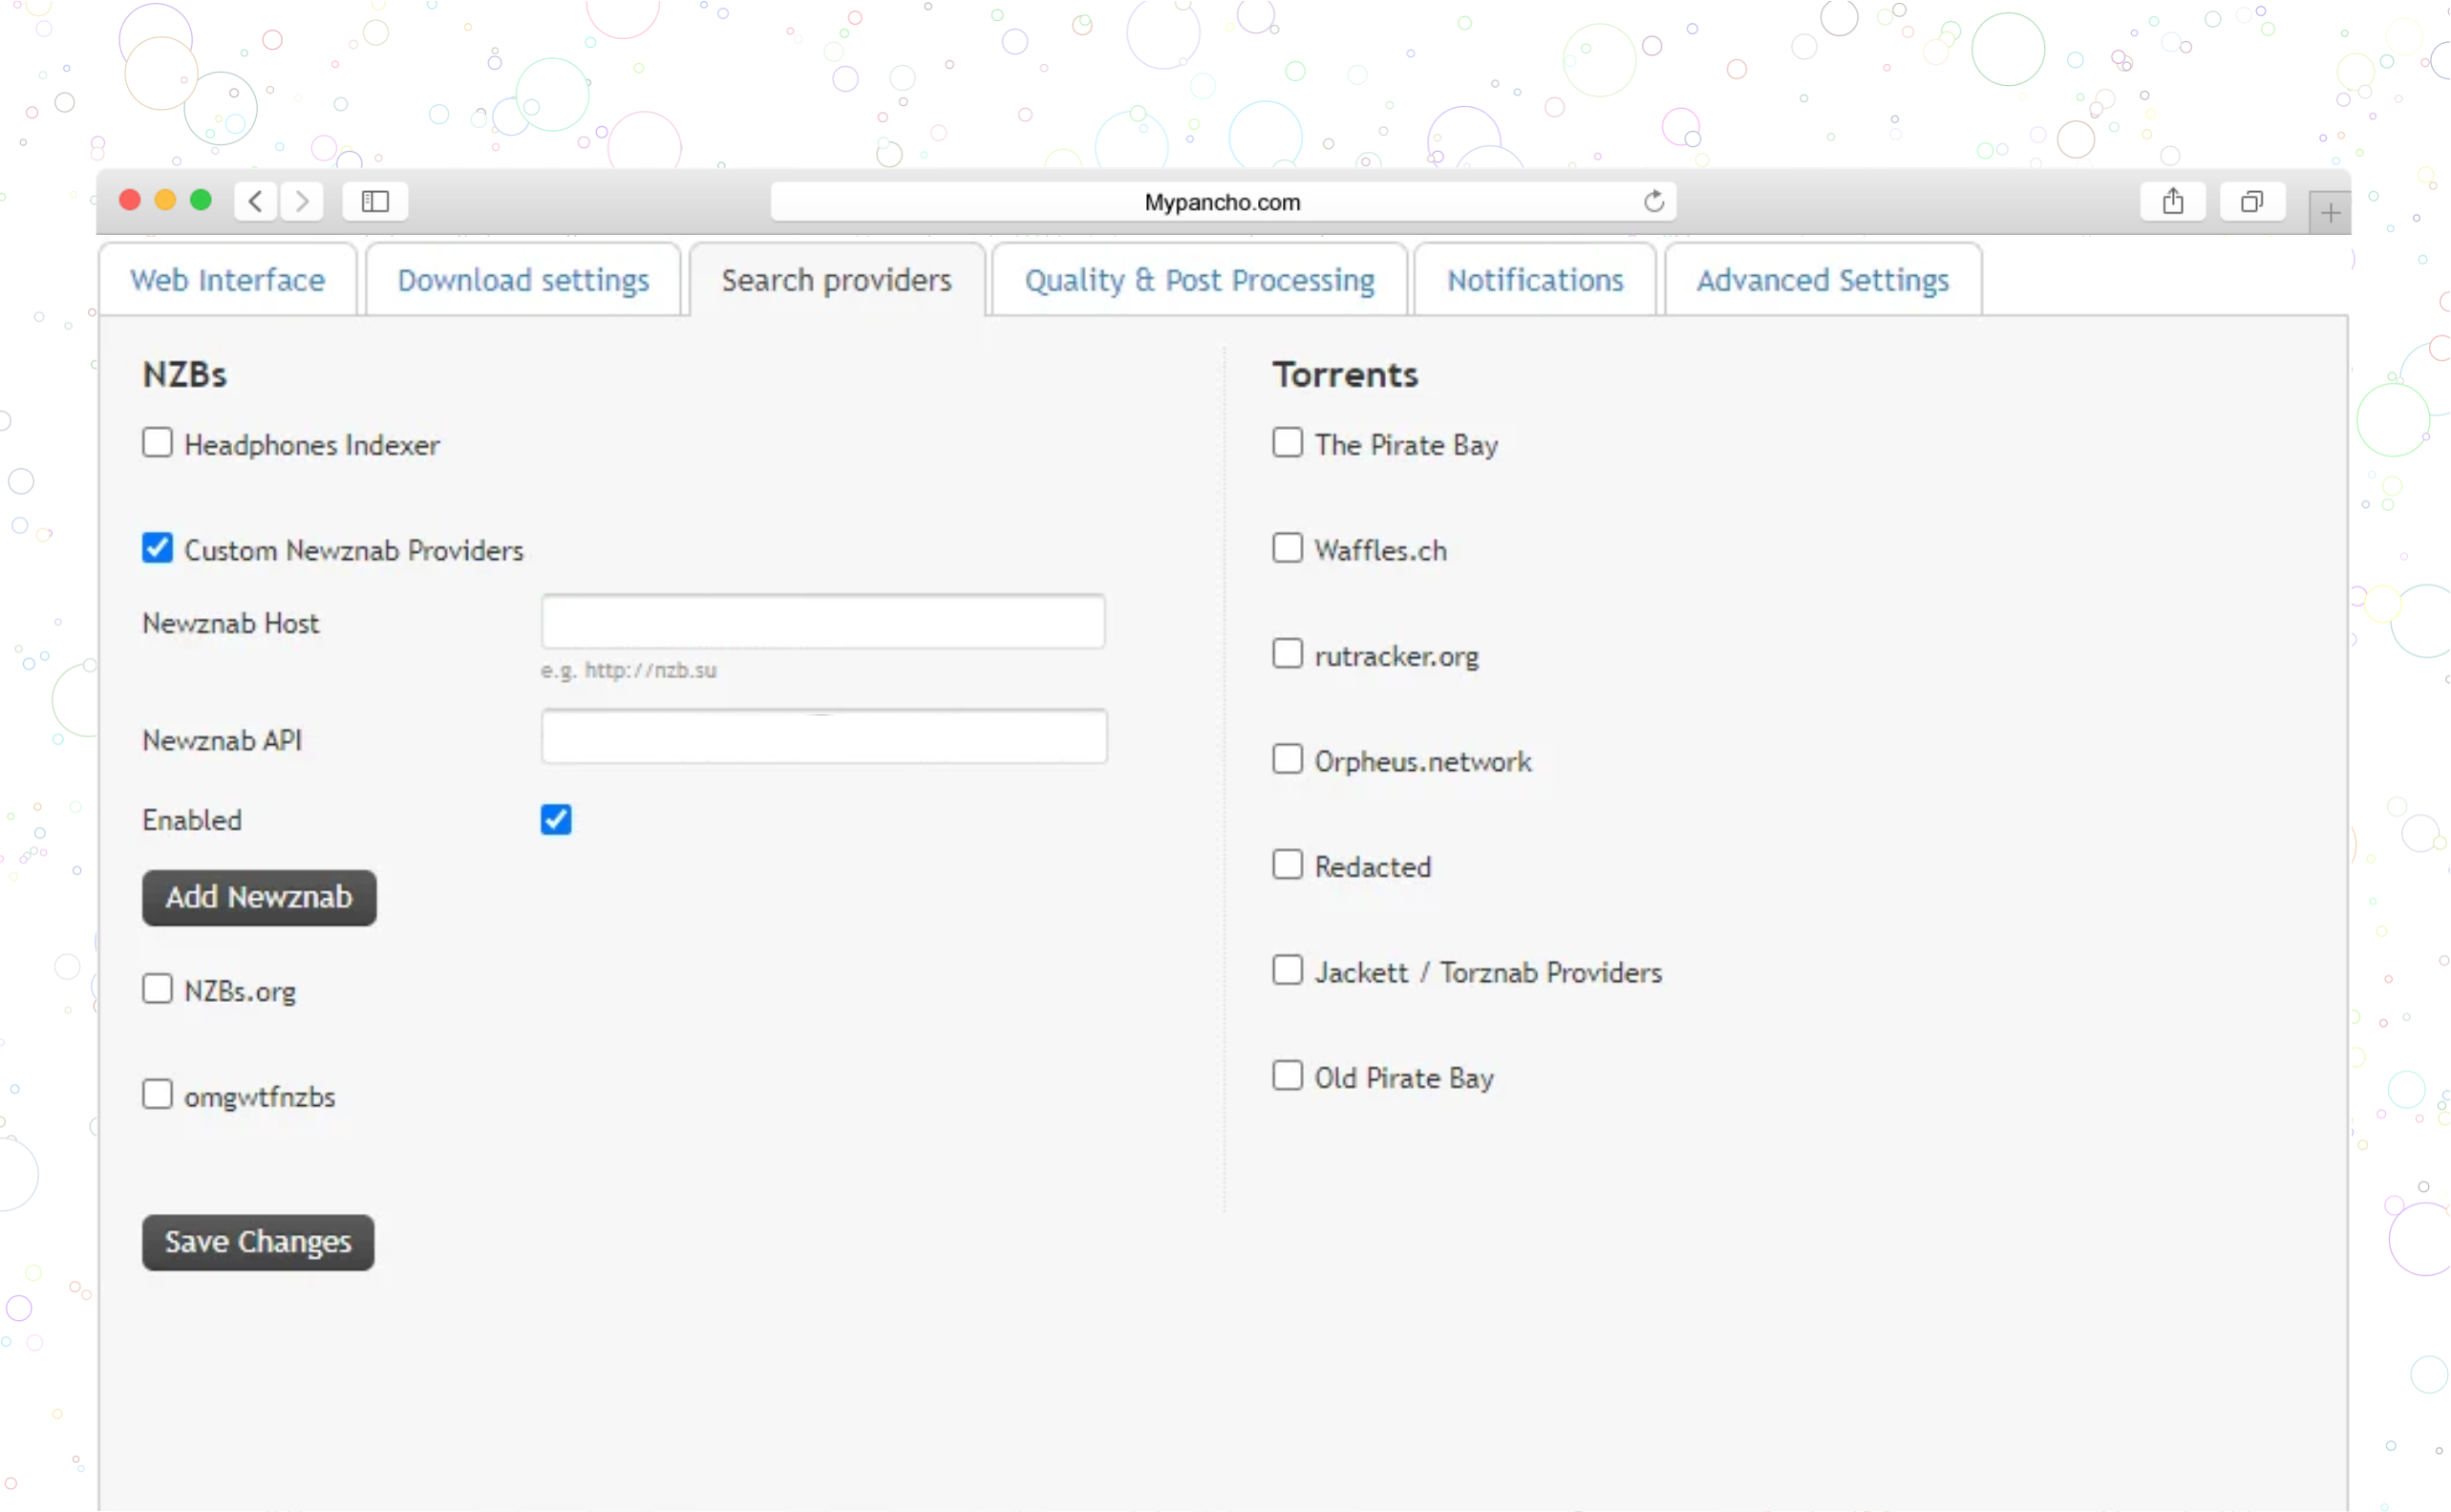 Mypancho.com
Web Interface
Download settings
Search providers
Quality & Post Processing
Notifications
Advanced Settings
NZBs
Headphones Indexer
Custom Newznab Providers
Newznab Host
e.g. http://nzb.su
Newznab API
Enabled
Add Newznab
NZBs.org
omgwtfnzbs
Save Changes
Torrents
The Pirate Bay
Waffles.ch
rutracker.org
Orpheus.network
Redacted
Jackett / Torznab Providers
Old Pirate Bay